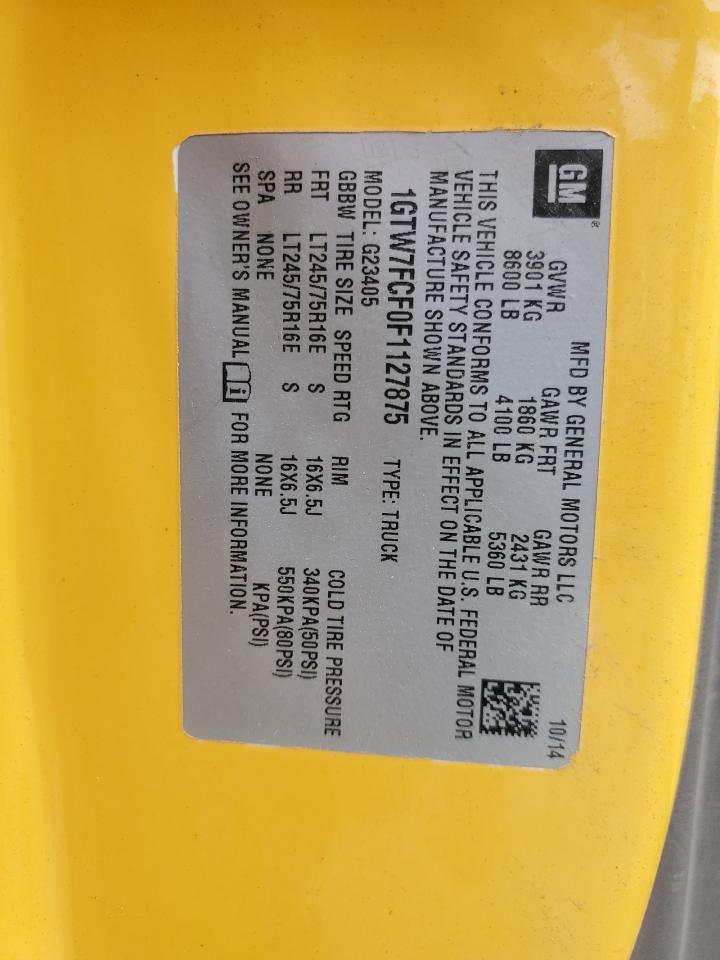 GM®
MFD BY GENERAL MOTORS LLC 10/14
GVWR GAWR FRT GAWR RR
3901 KG 1860 KG 2431 KG
8600 LB 4100 LB 5360 LB
THIS VEHICLE CONFORMS TO ALL APPLICABLE U.S. FEDERAL MOTOR
VEHICLE SAFETY STANDARDS IN EFFECT ON THE DATE OF
MANUFACTURE SHOWN ABOVE.
1GTW7FCF0F1127875 TYPE: TRUCK
MODEL: G23405
GBBW TIRE SIZE SPEED RTG RIM COLD TIRE PRESSURE
FRT LT245/75R16E S 16X6.5J 340KPA(50PSI)
RR LT245/75R16E S 16X6.5J 550KPA(80PSI)
SPA NONE NONE KPA(PSI)
SEE OWNER'S MANUAL FOR MORE INFORMATION.